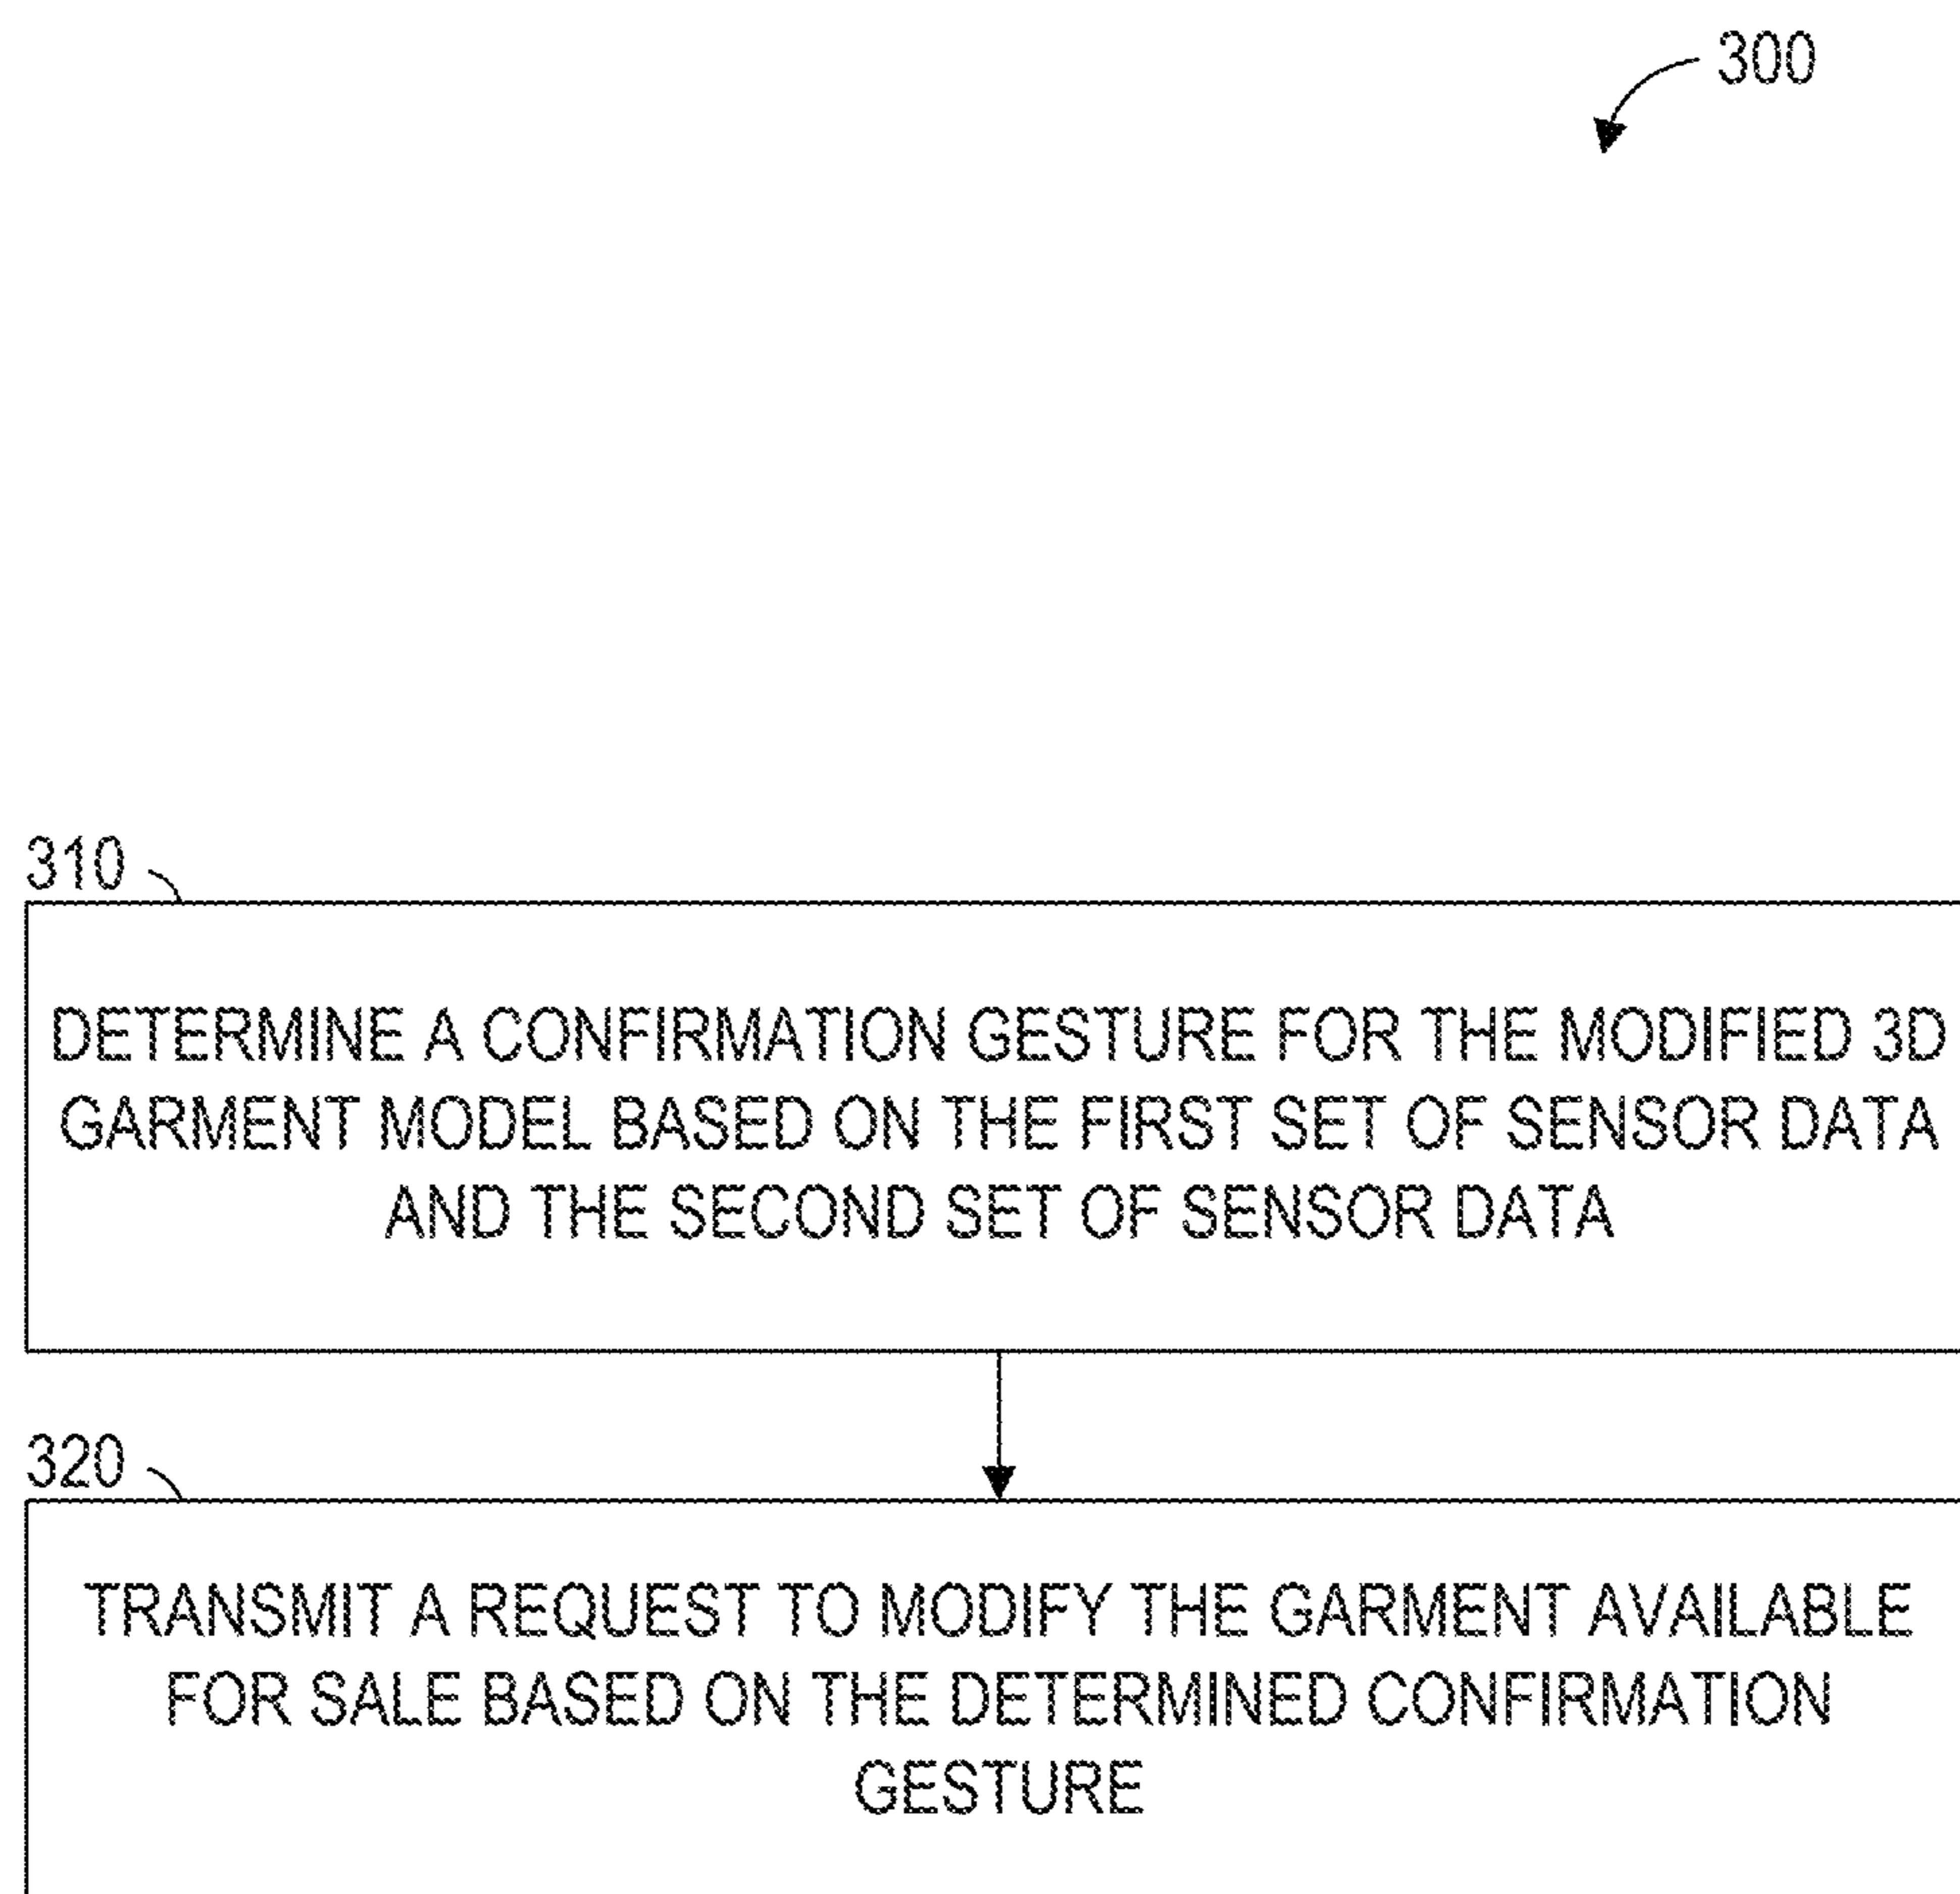 300
310
DETERMINE A CONFIRMATION GESTURE FOR THE MODIFIED 3D
GARMENT MODEL BASED ON THE FIRST SET OF SENSOR DATA
AND THE SECOND SET OF SENSOR DATA
320
TRANSMIT A REQUEST TO MODIFY THE GARMENT AVAILABLE
FOR SALE BASED ON THE DETERMINED CONFIRMATION
GESTURE